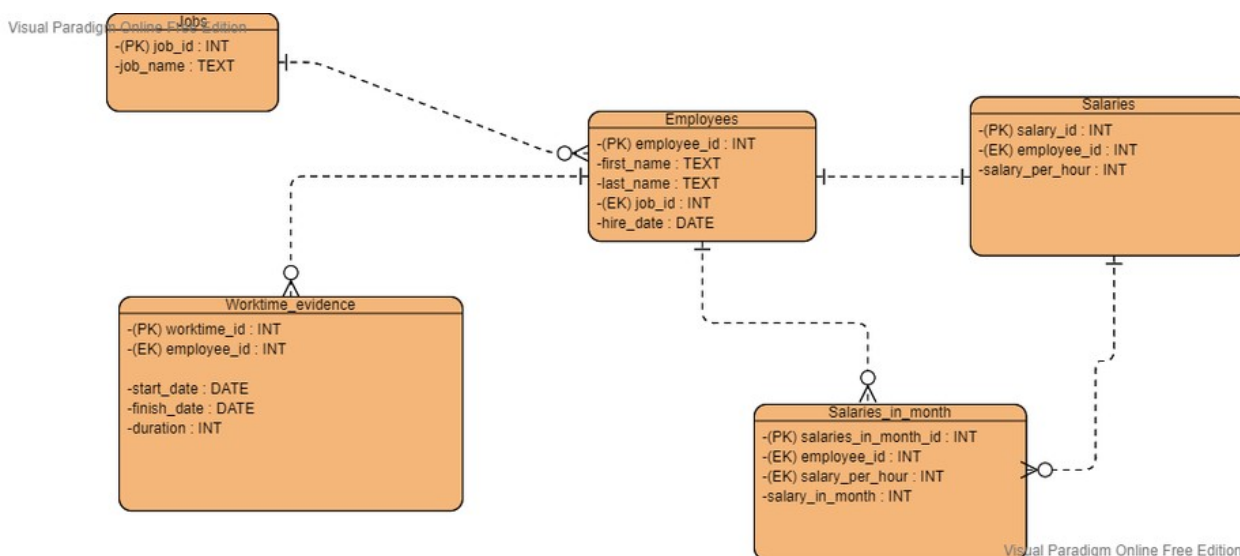 Visual Paradigm Online Free Edition
Jobs
-(PK) job_id : INT
-job_name : TEXT
Employees
-(PK) employee_id : INT
-first_name : TEXT
-last_name : TEXT
-(EK) job_id : INT
-hire_date : DATE
Salaries
-(PK) salary_id : INT
-(EK) employee_id : INT
-salary_per_hour : INT
Worktime_evidence
-(PK) worktime_id : INT
-(EK) employee_id : INT
-start_date : DATE
-finish_date : DATE
-duration : INT
Salaries_in_month
-(PK) salaries_in_month_id : INT
-(EK) employee_id : INT
-(EK) salary_per_hour : INT
-salary_in_month : INT
Visual Paradigm Online Free Edition